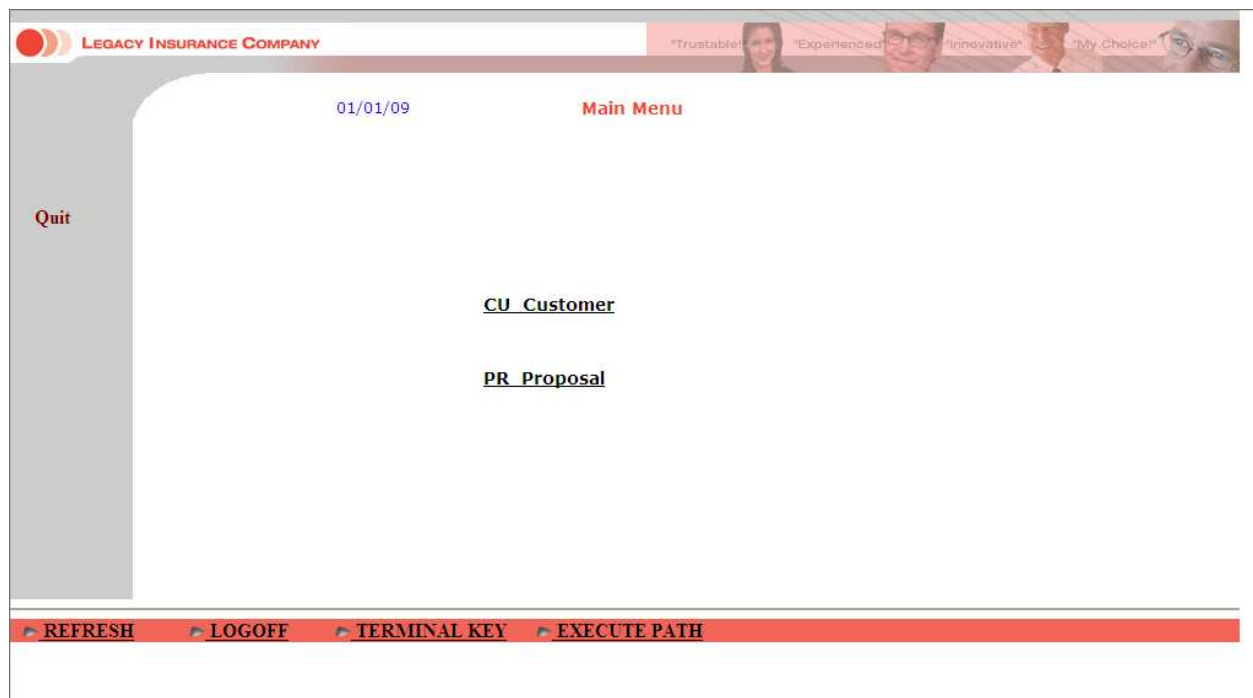 LEGACY INSURANCE COMPANY
"Trustable!" "Experienced" "Innovative" "My Choice!"
01/01/09 Main Menu
Quit
CU Customer
PR Proposal
REFRESH LOGOFF TERMINAL KEY EXECUTE PATH